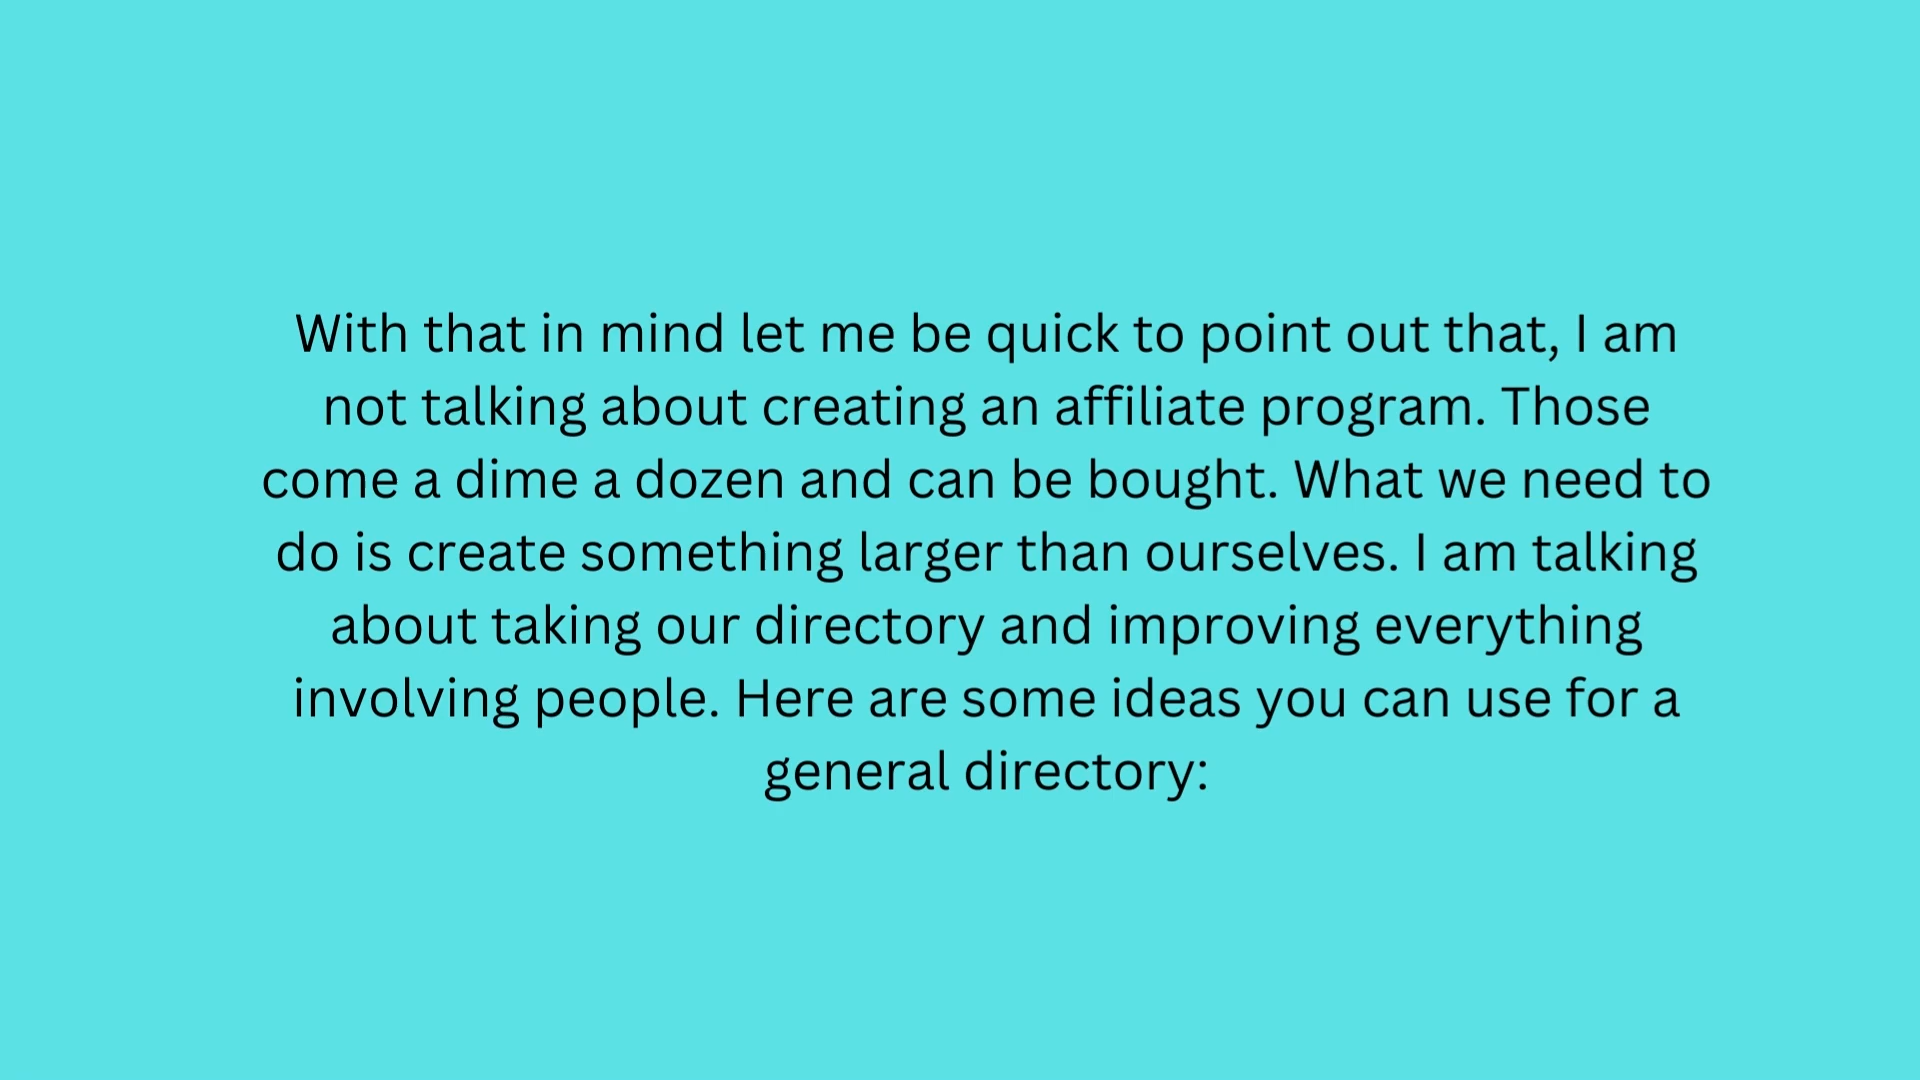 With that in mind let me be quick to point out that, I am
not talking about creating an affiliate program. Those
come a dime a dozen and can be bought. What we need to
do is create something larger than ourselves. I am talking
about taking our directory and improving everything
involving people. Here are some ideas you can use for a
general directory: